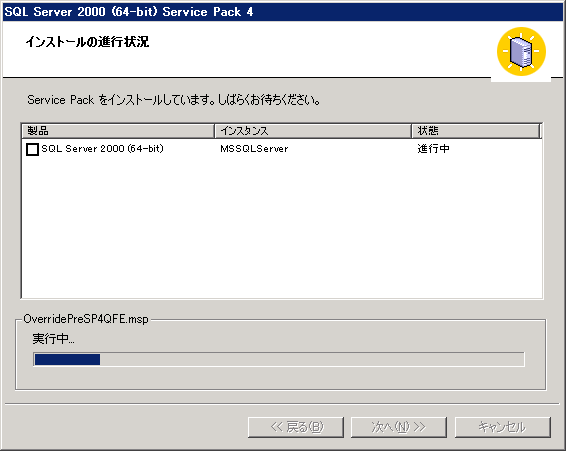 SQL Server 2000 (64-bit) Service Pack 4
インストールの進行状況
Service Pack をインストールしています。しばらくお待ちください。
製品 インスタンス 状態
SQL Server 2000 (64-bit) MSSQLServer 進行中
OverridePreSP4QFE.msp
実行中...
<< 戻る(B) 次へ(N) >> キャンセル